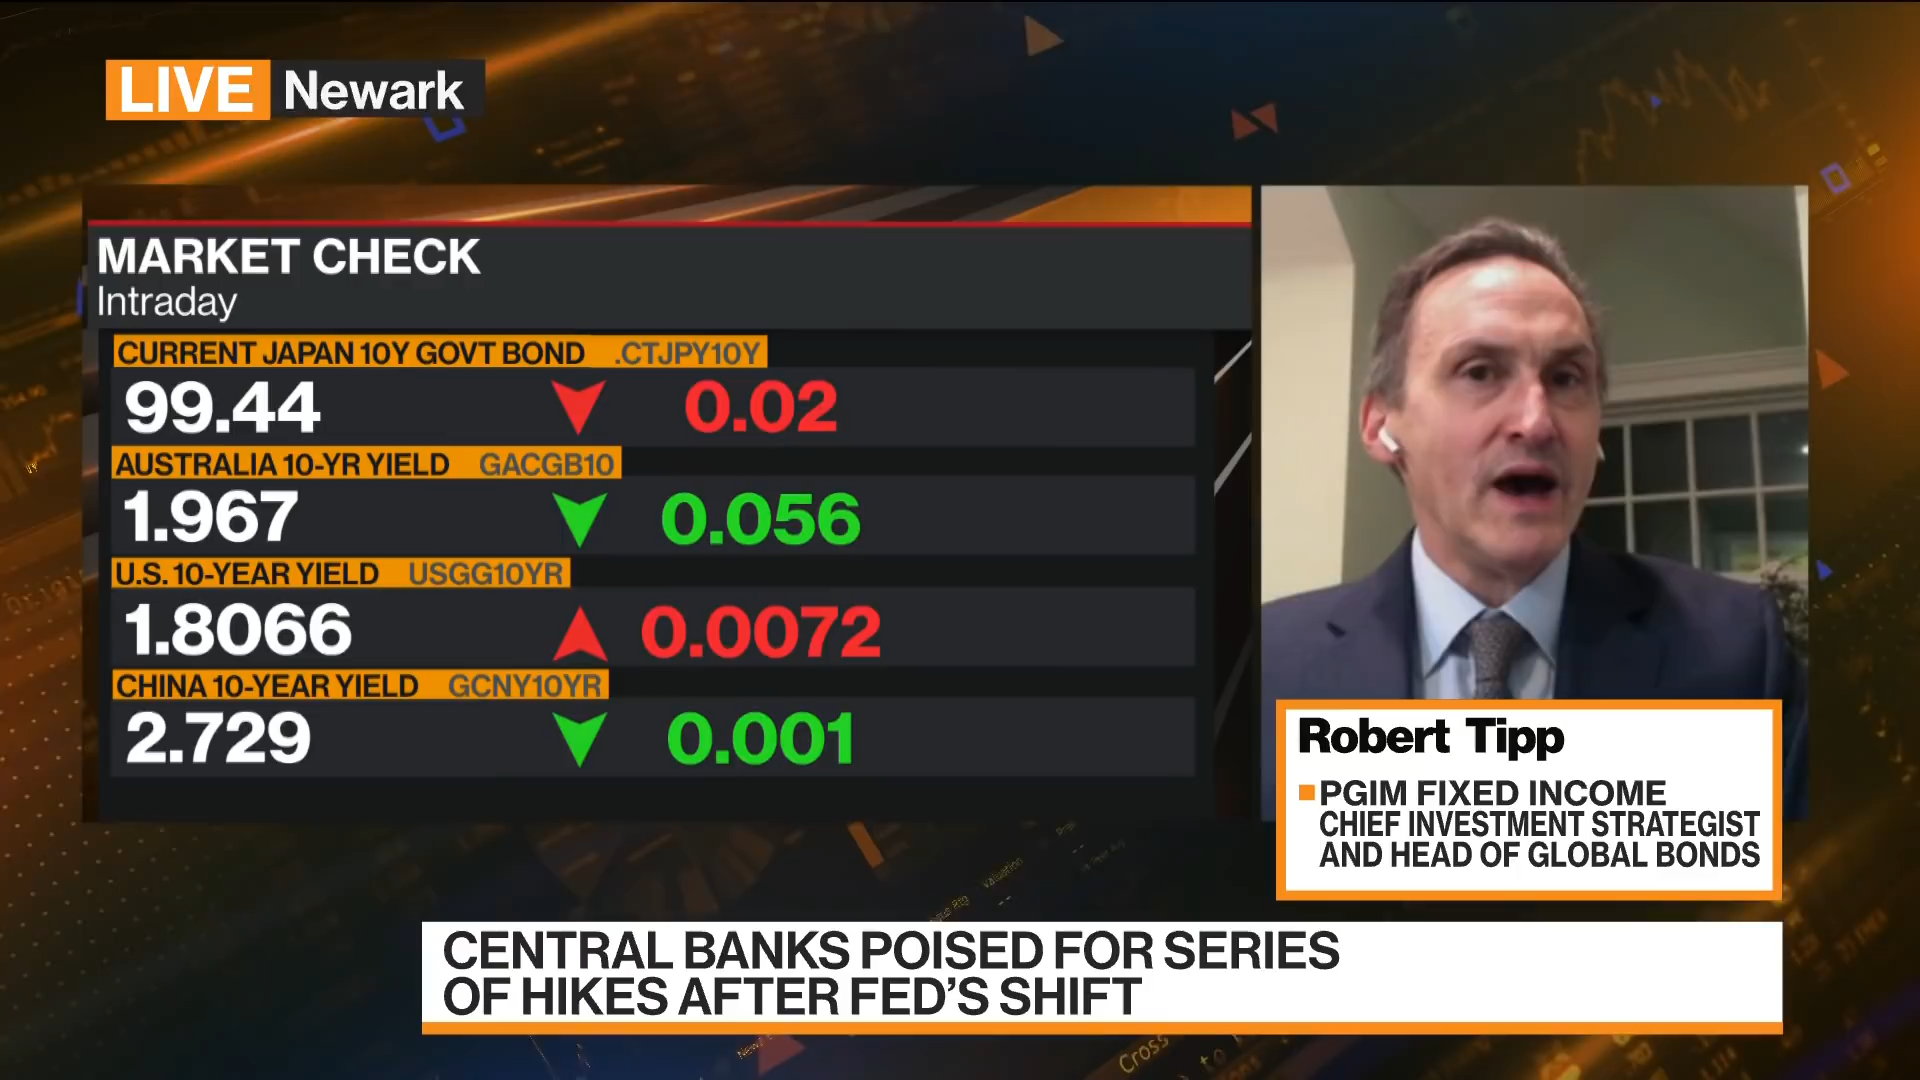 LIVE Newark
MARKET CHECK
Intraday
CURRENT JAPAN 10Y GOVT BOND .CTJPY10Y
99.44 0.02
AUSTRALIA 10-YR YIELD GACGB10
1.967 0.056
U.S. 10-YEAR YIELD USGG10YR
1.8066 0.0072
CHINA 10-YEAR YIELD GCNY10YR
2.729 0.001
Robert Tipp
PGIM FIXED INCOME
CHIEF INVESTMENT STRATEGIST
AND HEAD OF GLOBAL BONDS
valuation
CENTRAL BANKS POISED FOR SERIES
OF HIKES AFTER FED'S SHIFT
Cross